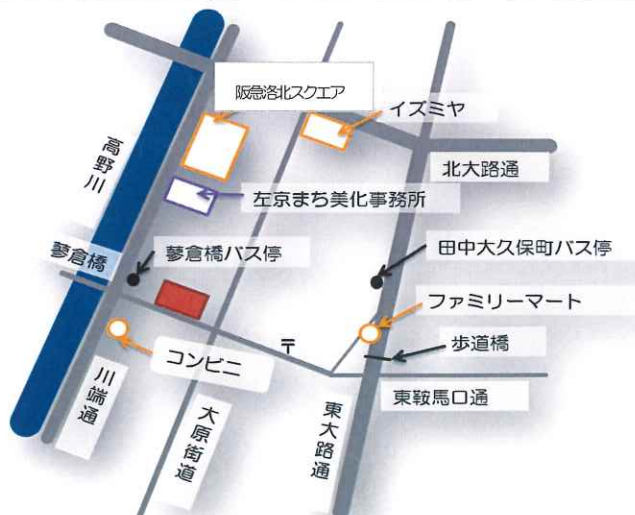 阪急洛北スクエア
イズミヤ
高野川
北大路通
左京まち美化事務所
蓼倉橋
蓼倉橋バス停
田中大久保町バス停
ファミリーマート
〒
歩道橋
コンビニ
東鞍馬口通
川端通
大原街道
東大路通